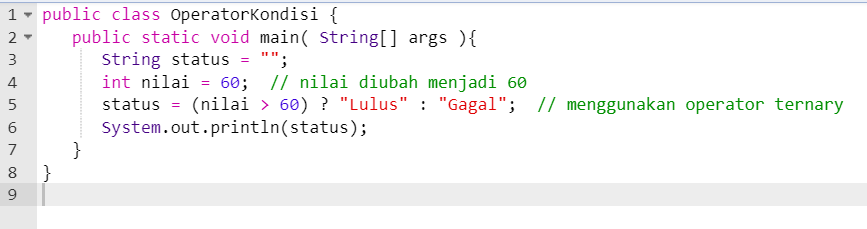 1 public class OperatorKondisi {
2 public static void main( String[] args ){
3 String status = "";
4 int nilai = 60; // nilai diubah menjadi 60
5 status = (nilai > 60) ? "Lulus" : "Gagal"; // menggunakan operator ternary
6 System.out.println(status);
7 }
8 }
9